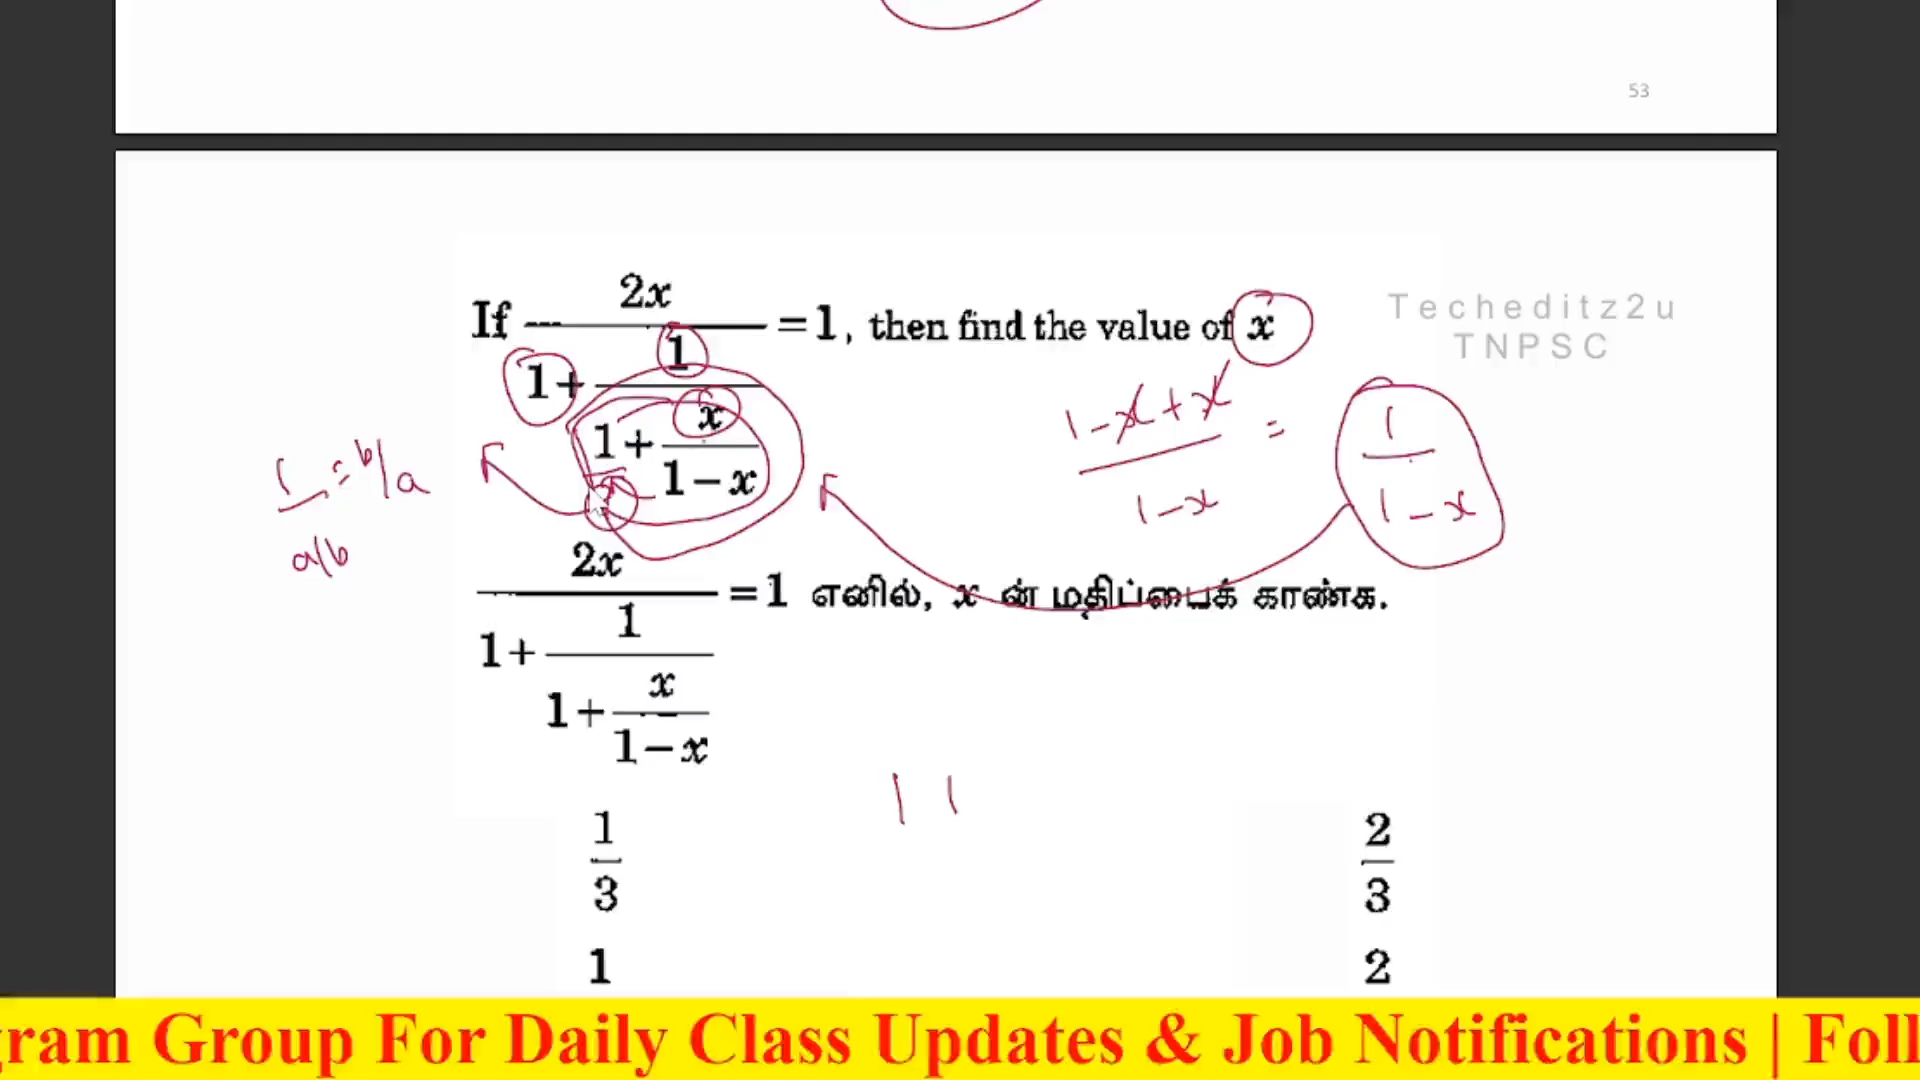 53
If 2x / (1 + 1 / (1 + x / (1 − x))) = 1, then find the value of x
Techeditz2u
TNPSC
1 − x + x / 1 − x = 1 / 1 − x
1 / a/b = b/a
2x / (1 + 1 / (1 + x / (1 − x))) = 1 எனில், x ன் மதிப்பைக் காண்க.
1/3
2/3
1
2
gram Group For Daily Class Updates & Job Notifications | Foll